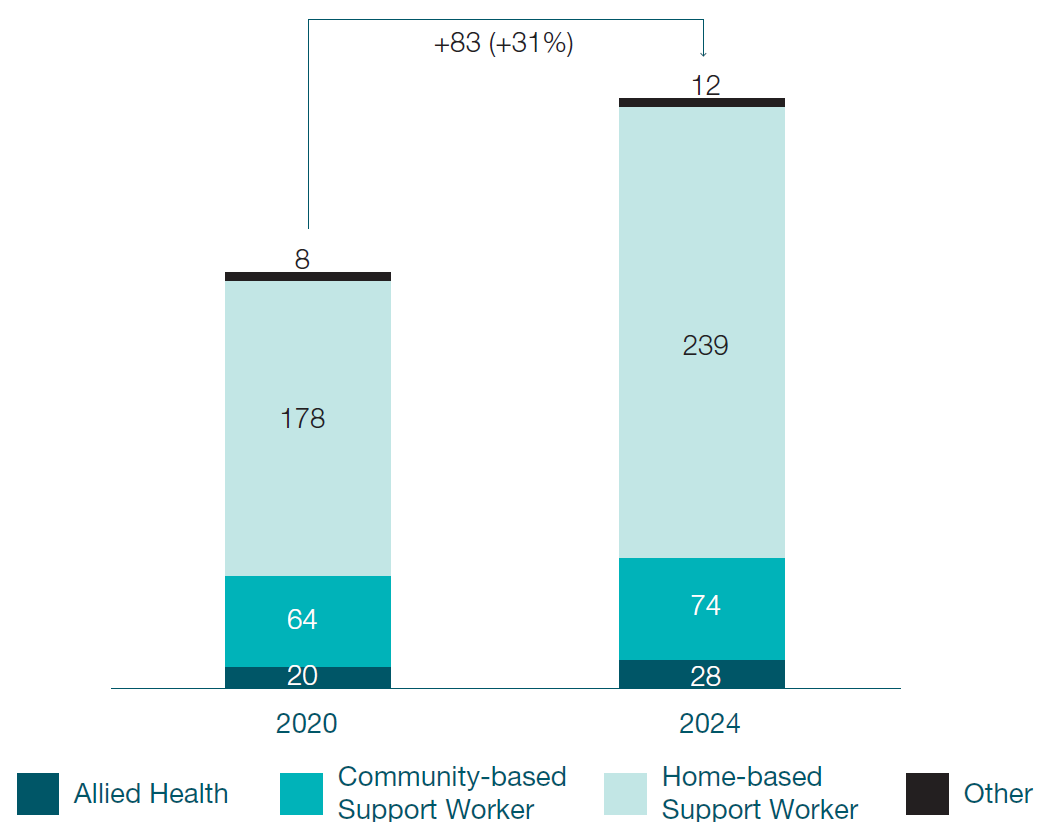 +83 (+31%)
12
8
239
178
74
64
28
20
2020
2024
Allied Health
Community-based
Support Worker
Home-based
Support Worker
Other